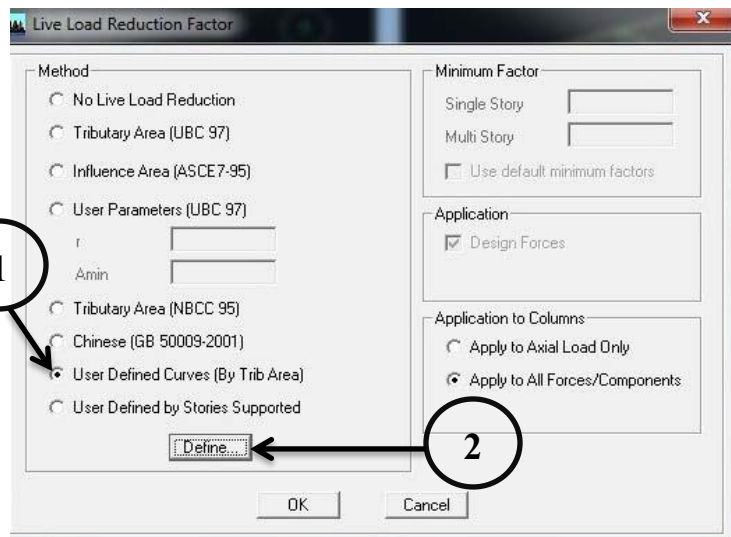 Live Load Reduction Factor
Method
No Live Load Reduction
Tributary Area (UBC 97)
Influence Area (ASCE7-95)
User Parameters (UBC 97)
r
Amin
Tributary Area (NBCC 95)
Chinese (GB 50009-2001)
User Defined Curves (By Trib Area)
User Defined by Stories Supported
Define...
Minimum Factor
Single Story
Multi Story
Use default minimum factors
Application
Design Forces
Application to Columns
Apply to Axial Load Only
Apply to All Forces/Components
1
2
OK
Cancel